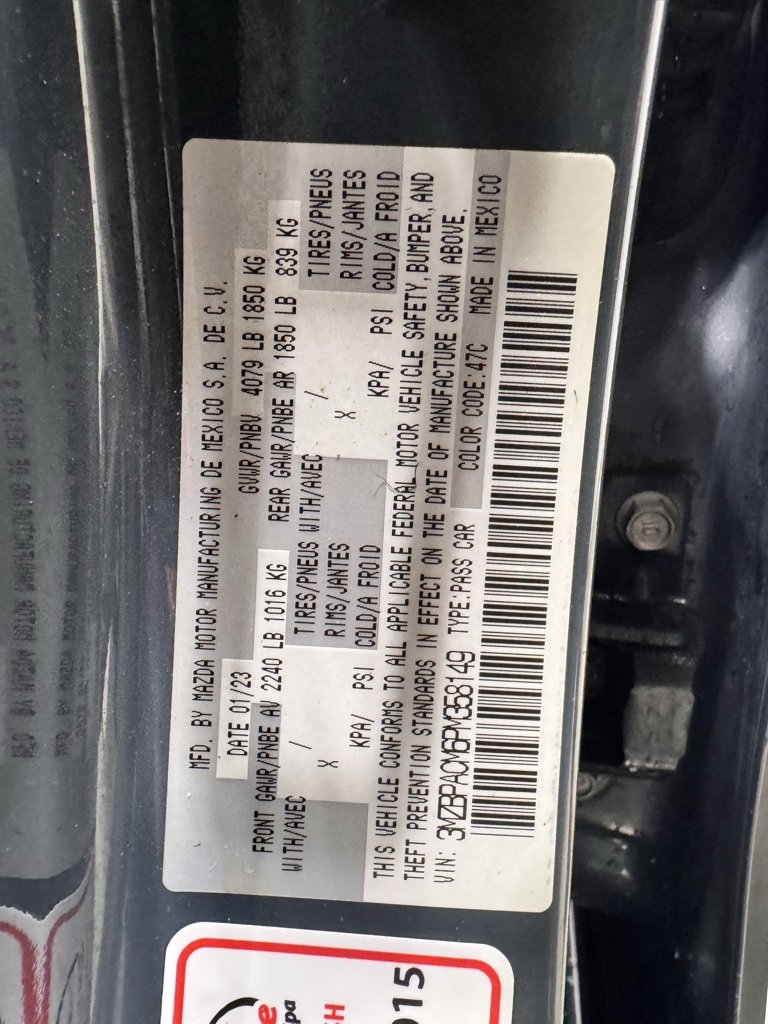 MFD. BY MAZDA MOTOR MANUFACTURING DE MEXICO S.A. DE C.V.
DATE 01/23 GVWR/PNBV 4079 LB 1850 KG
FRONT GAWR/PNBE AV 2240 LB 1016 KG REAR GAWR/PNBE AR 1850 LB 839 KG
WITH/AVEC / TIRES/PNEUS WITH/AVEC / TIRES/PNEUS
X RIMS/JANTES X RIMS/JANTES
KPA/ PSI COLD/A FROID KPA/ PSI COLD/A FROID
THIS VEHICLE CONFORMS TO ALL APPLICABLE FEDERAL MOTOR VEHICLE SAFETY, BUMPER, AND
THEFT PREVENTION STANDARDS IN EFFECT ON THE DATE OF MANUFACTURE SHOWN ABOVE.
VIN: 3MZBPACM6PM358149 TYPE:PASS CAR COLOR CODE:47C MADE IN MEXICO
015